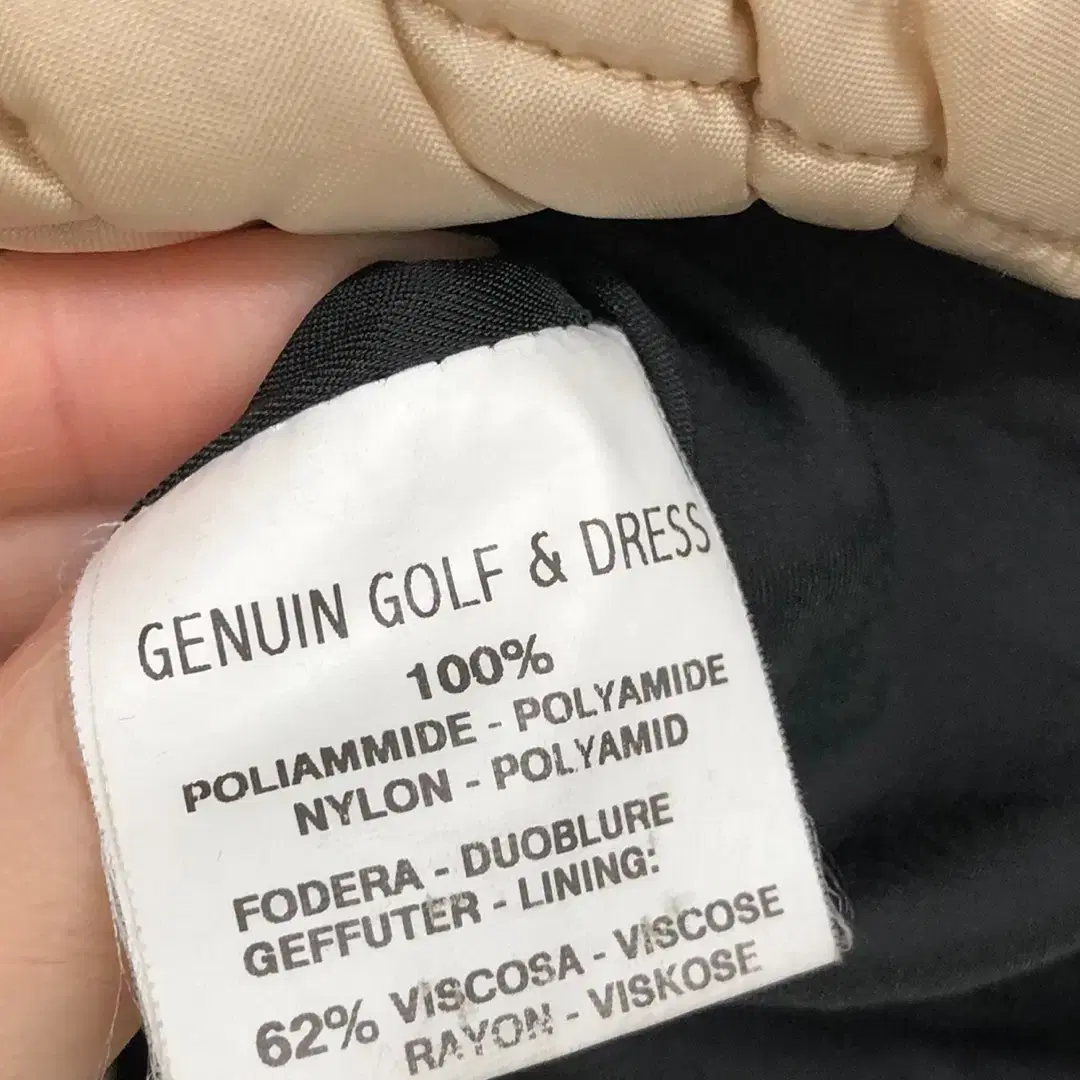 GENUIN GOLF & DRESS
100%
POLIAMMIDE - POLYAMIDE
NYLON - POLYAMID
FODERA - DUOBLURE
GEFFUTER - LINING:
62% VISCOSA - VISCOSE
RAYON - VISKOSE